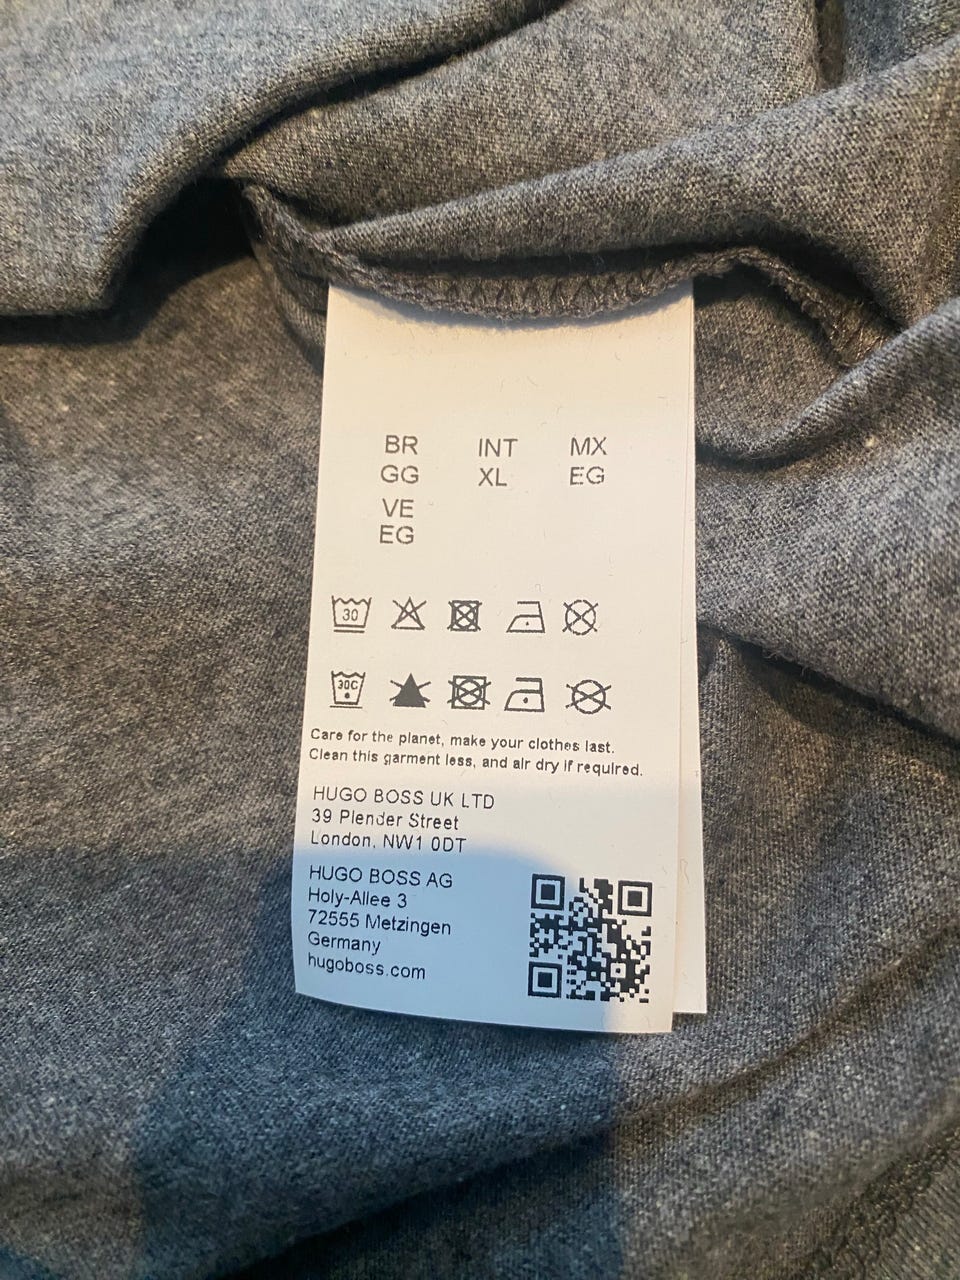 BR INT MX
GG XL EG
VE
EG
30
30C
Care for the planet, make your clothes last.
Clean this garment less, and air dry if required.
HUGO BOSS UK LTD
39 Plender Street
London, NW1 0DT
HUGO BOSS AG
Holy-Allee 3
72555 Metzingen
Germany
hugoboss.com